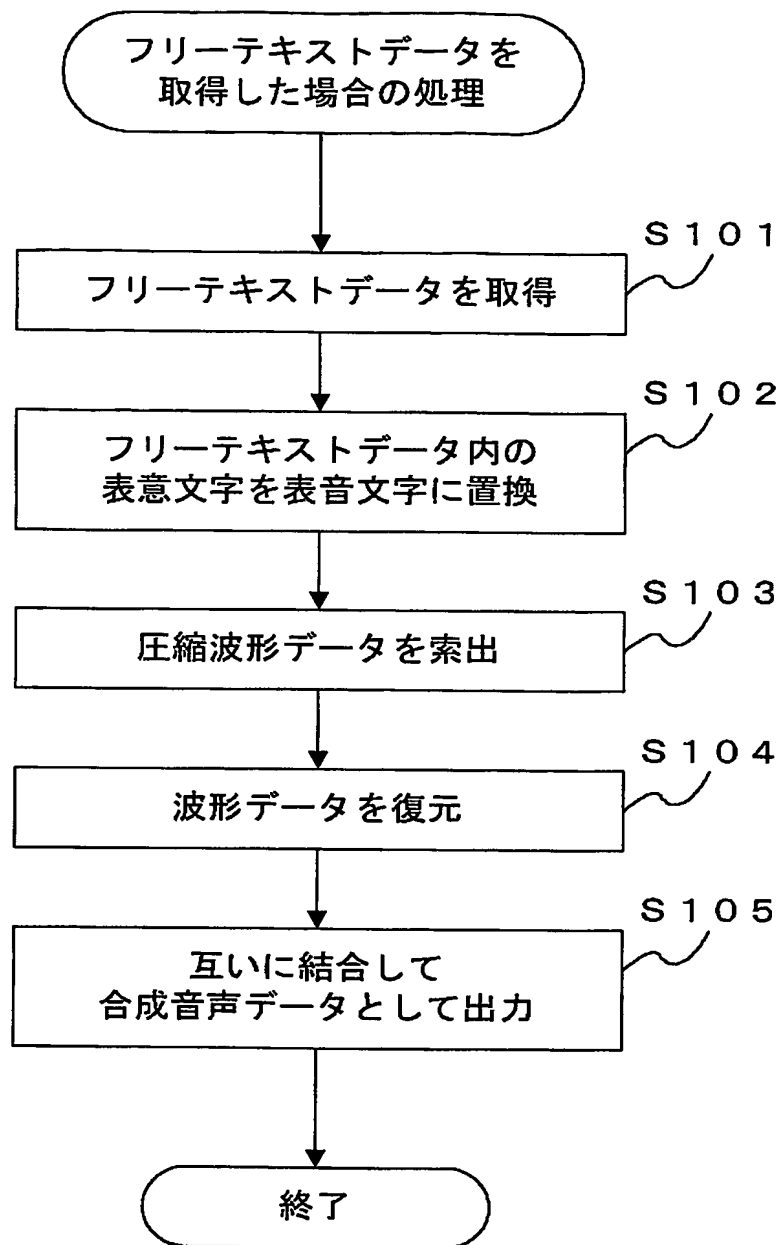 フリーテキストデータを
取得した場合の処理
Ｓ１０１
フリーテキストデータを取得
Ｓ１０２
フリーテキストデータ内の
表意文字を表音文字に置換
Ｓ１０３
圧縮波形データを索出
Ｓ１０４
波形データを復元
Ｓ１０５
互いに結合して
合成音声データとして出力
終了